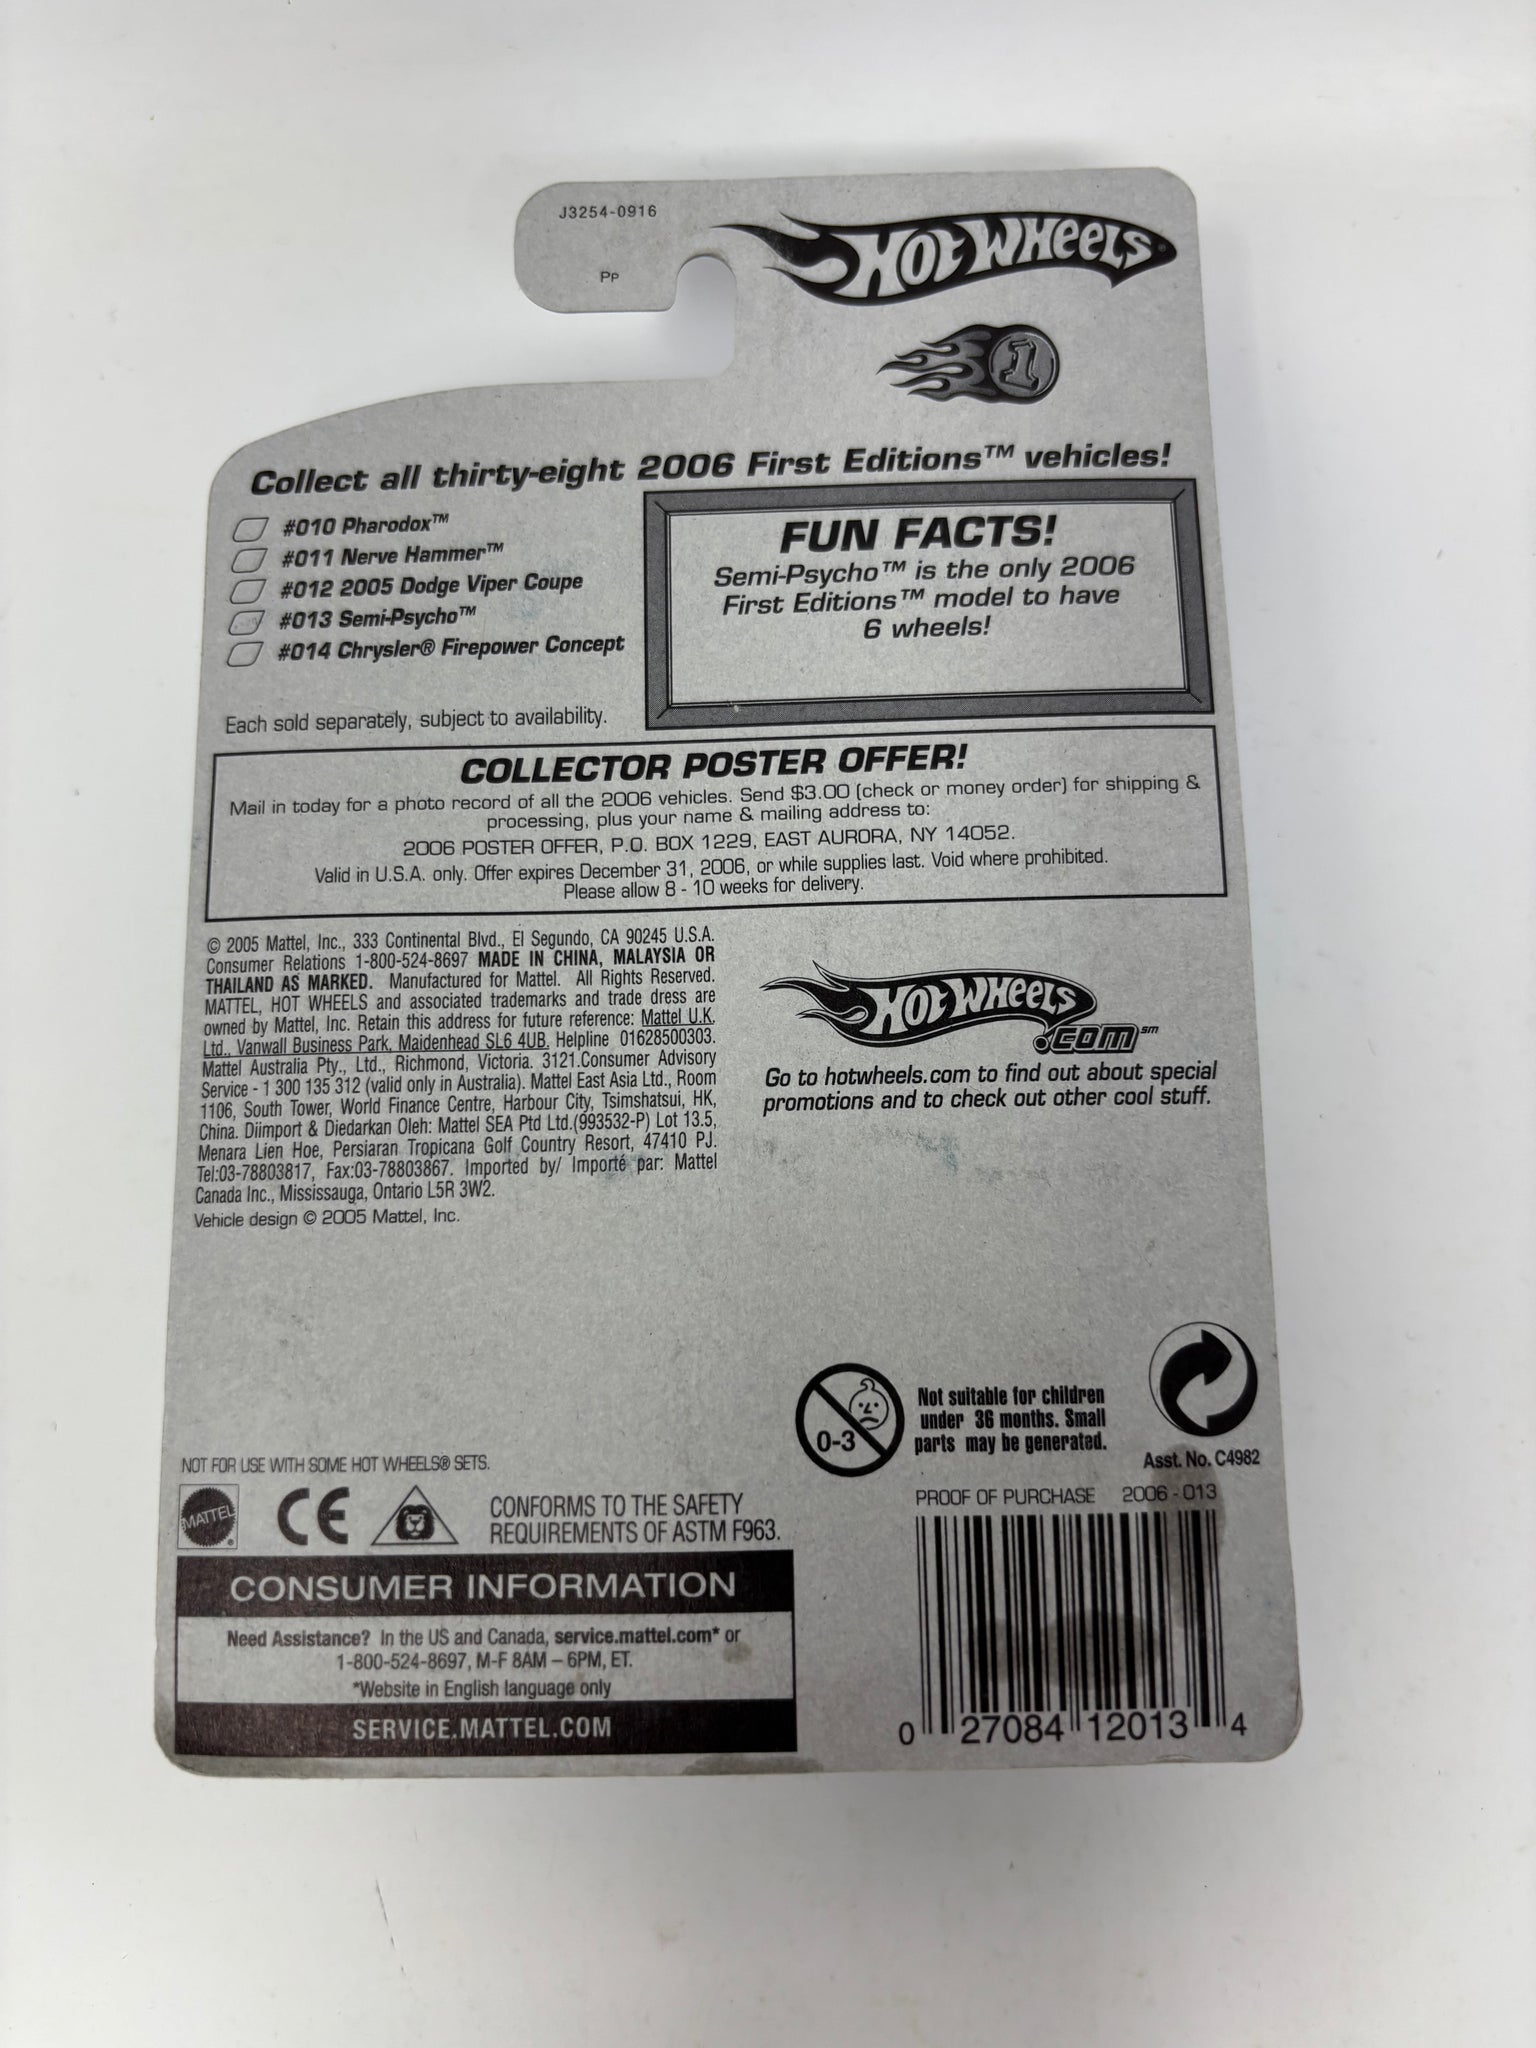 J3254-0916
PP
HOT WHEELS®
1
Collect all thirty-eight 2006 First Editions™ vehicles!
#010 Pharodox™
#011 Nerve Hammer™
#012 2005 Dodge Viper Coupe
#013 Semi-Psycho™
#014 Chrysler® Firepower Concept
Each sold separately, subject to availability.
FUN FACTS!
Semi-Psycho™ is the only 2006
First Editions™ model to have
6 wheels!
COLLECTOR POSTER OFFER!
Mail in today for a photo record of all the 2006 vehicles. Send $3.00 (check or money order) for shipping &
processing, plus your name & mailing address to:
2006 POSTER OFFER, P.O. BOX 1229, EAST AURORA, NY 14052.
Valid in U.S.A. only. Offer expires December 31, 2006, or while supplies last. Void where prohibited.
Please allow 8 - 10 weeks for delivery.
© 2005 Mattel, Inc., 333 Continental Blvd., El Segundo, CA 90245 U.S.A.
Consumer Relations 1-800-524-8697 MADE IN CHINA, MALAYSIA OR
THAILAND AS MARKED. Manufactured for Mattel. All Rights Reserved.
MATTEL, HOT WHEELS and associated trademarks and trade dress are
owned by Mattel, Inc. Retain this address for future reference: Mattel U.K.
Ltd., Vanwall Business Park, Maidenhead SL6 4UB. Helpline 01628500303.
Mattel Australia Pty., Ltd., Richmond, Victoria. 3121.Consumer Advisory
Service - 1 300 135 312 (valid only in Australia). Mattel East Asia Ltd., Room
1106, South Tower, World Finance Centre, Harbour City, Tsimshatsui, HK,
China. Diimport & Diedarkan Oleh: Mattel SEA Ptd Ltd.(993532-P) Lot 13.5,
Menara Lien Hoe, Persiaran Tropicana Golf Country Resort, 47410 PJ.
Tel:03-78803817, Fax:03-78803867. Imported by/ Importé par: Mattel
Canada Inc., Mississauga, Ontario L5R 3W2.
Vehicle design © 2005 Mattel, Inc.
HOT WHEELS
.COM℠
Go to hotwheels.com to find out about special
promotions and to check out other cool stuff.
0-3
Not suitable for children
under 36 months. Small
parts may be generated.
Asst. No. C4982
NOT FOR USE WITH SOME HOT WHEELS® SETS.
MATTEL®
CE
CONFORMS TO THE SAFETY
REQUIREMENTS OF ASTM F963.
CONSUMER INFORMATION
Need Assistance? In the US and Canada, service.mattel.com* or
1-800-524-8697, M-F 8AM – 6PM, ET.
*Website in English language only
SERVICE.MATTEL.COM
PROOF OF PURCHASE 2006 - 013
0 27084 12013 4